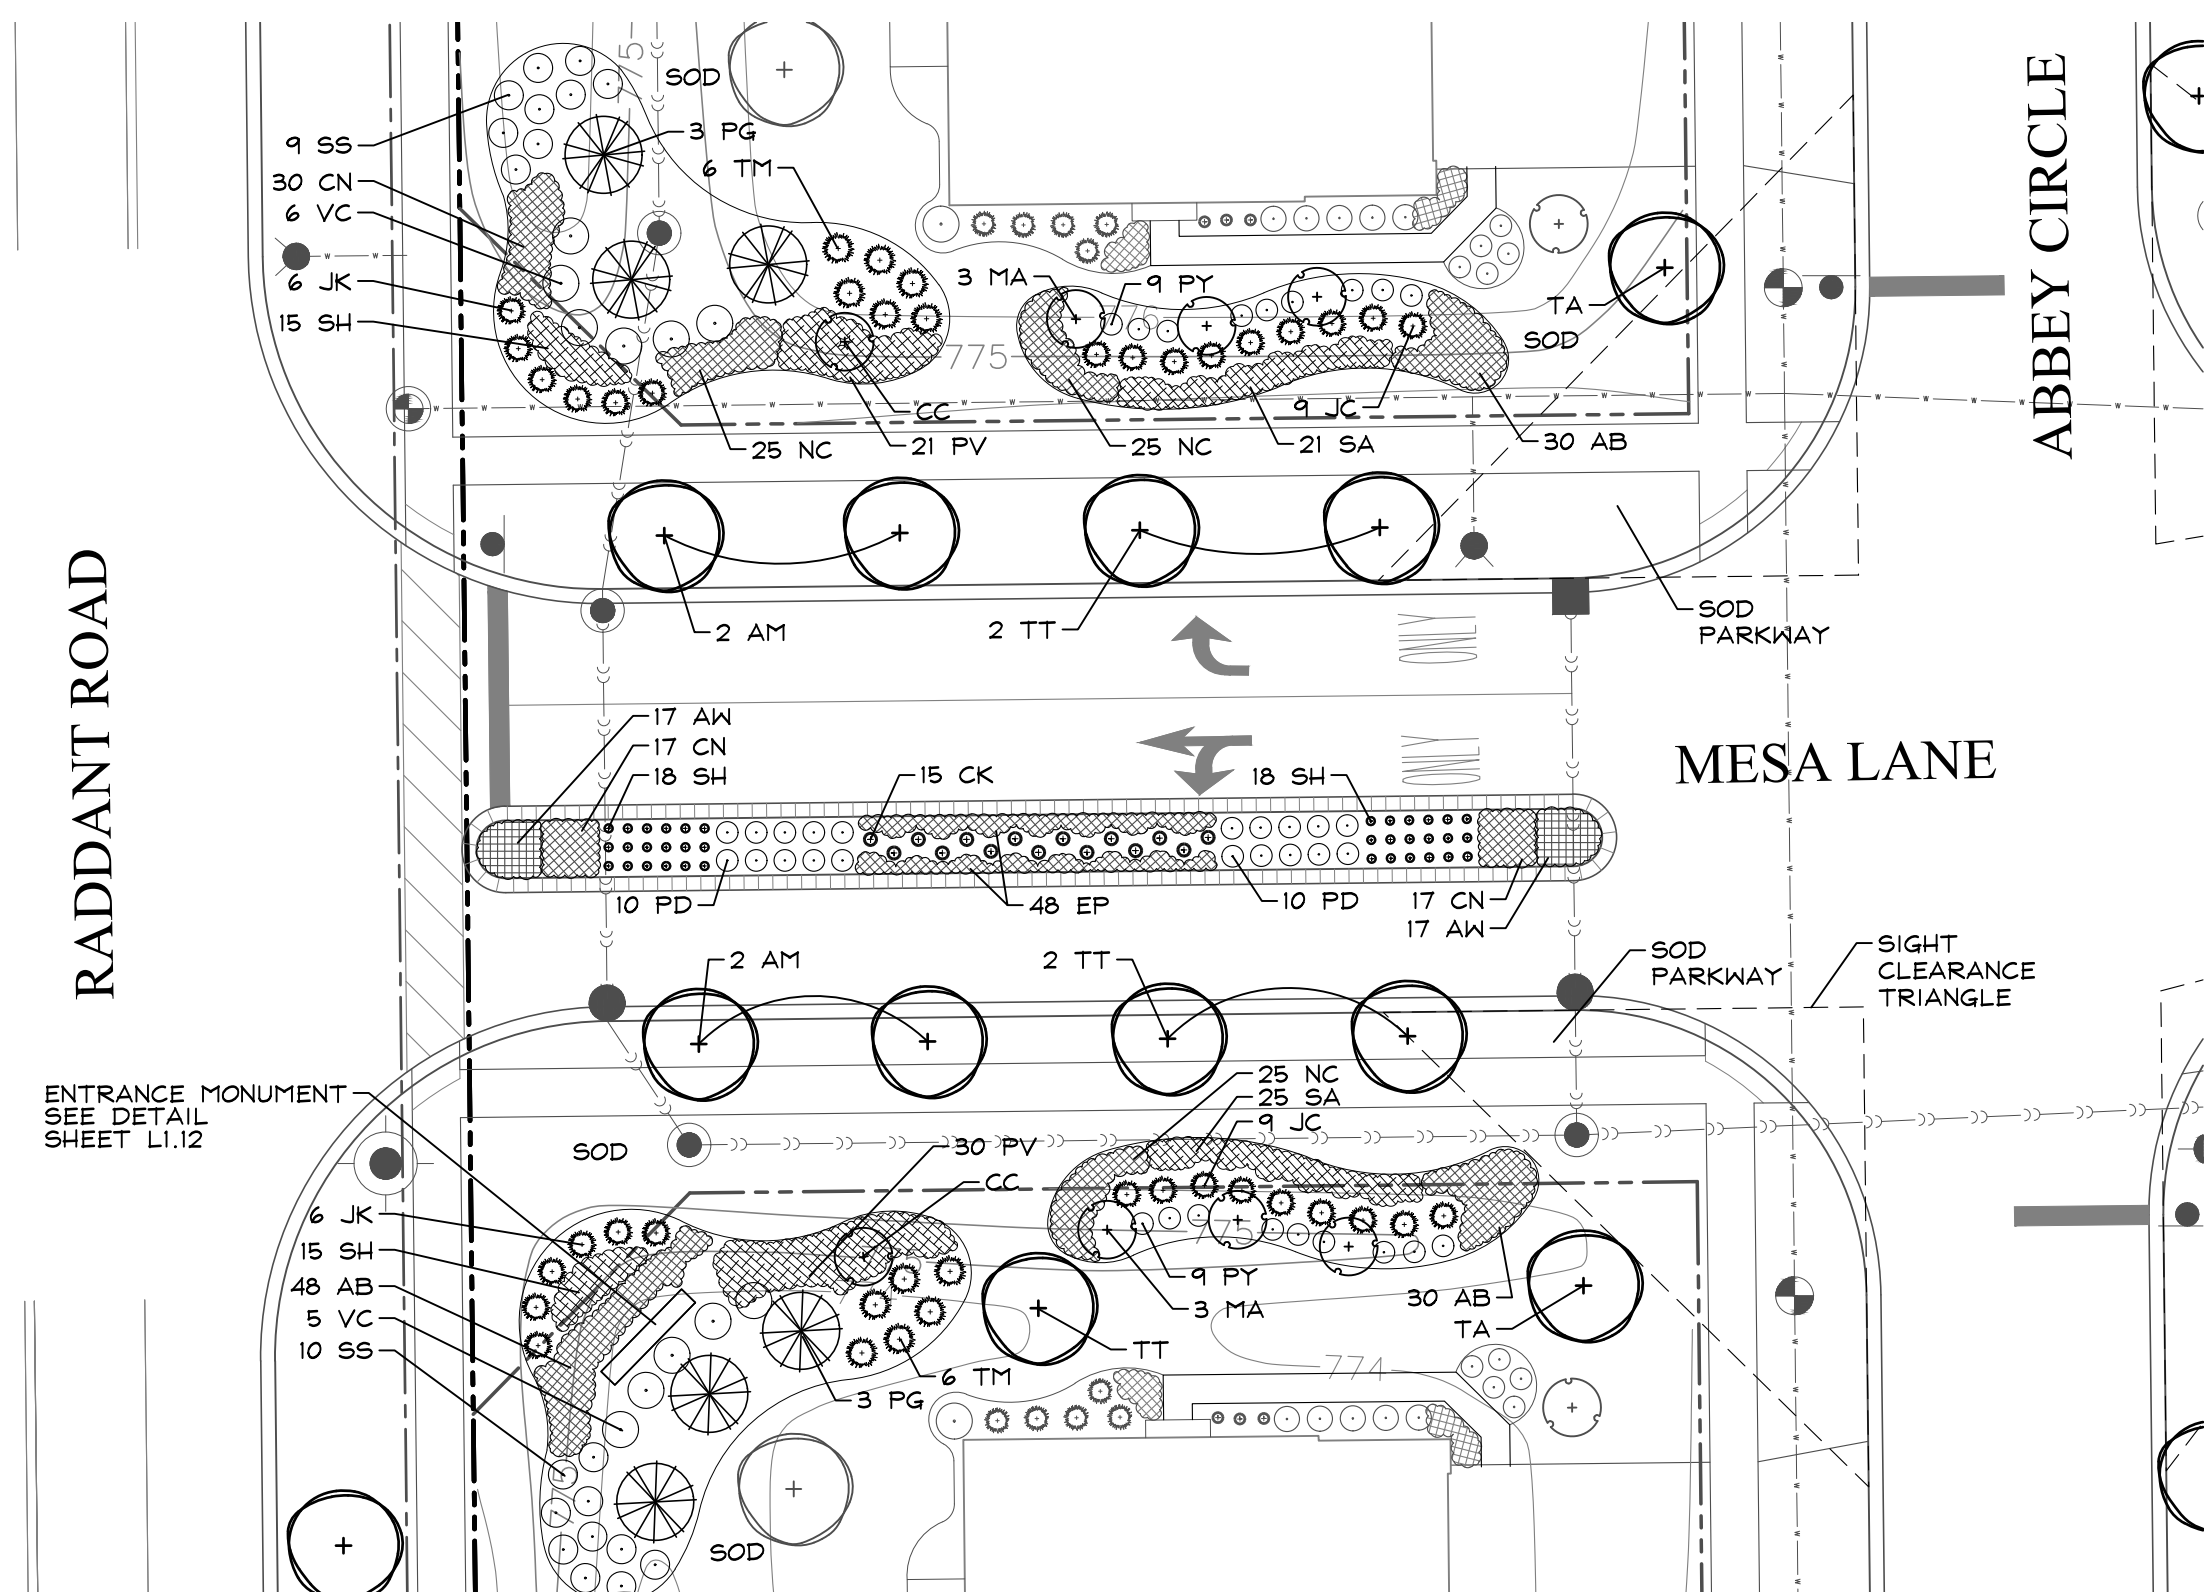 75
SOD
3 PG
6 TM
9 SS
30 CN
6 VC
6 JK
15 SH
3 MA
9 PY
776
TA
SOD
775
CC
21 PV
25 NC
25 NC
9 JC
21 SA
30 AB
ABBEY CIRCLE
2 AM
2 TT
SOD
PARKWAY
RADDANT ROAD
17 AW
17 CN
18 SH
15 CK
18 SH
MESA LANE
10 PD
48 EP
10 PD
17 CN
17 AW
2 AM
2 TT
SOD
PARKWAY
SIGHT
CLEARANCE
TRIANGLE
ENTRANCE MONUMENT
SEE DETAIL
SHEET L1.12
SOD
30 PV
CC
25 NC
25 SA
9 JC
6 JK
15 SH
48 AB
5 VC
10 SS
775
9 PY
3 MA
30 AB
TA
TT
6 TM
3 PG
774
SOD